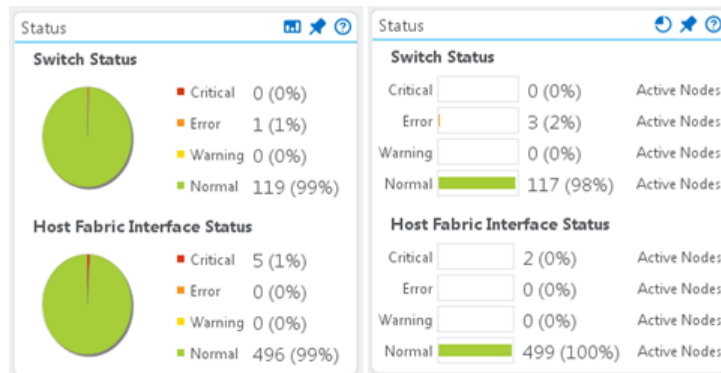 Status
Switch Status
Critical 0 (0%)
Error 1 (1%)
Warning 0 (0%)
Normal 119 (99%)
Host Fabric Interface Status
Critical 5 (1%)
Error 0 (0%)
Warning 0 (0%)
Normal 496 (99%)
Status
Switch Status
Critical 0 (0%) Active Nodes
Error 3 (2%) Active Nodes
Warning 0 (0%) Active Nodes
Normal 117 (98%) Active Nodes
Host Fabric Interface Status
Critical 2 (0%) Active Nodes
Error 0 (0%) Active Nodes
Warning 0 (0%) Active Nodes
Normal 499 (100%) Active Nodes